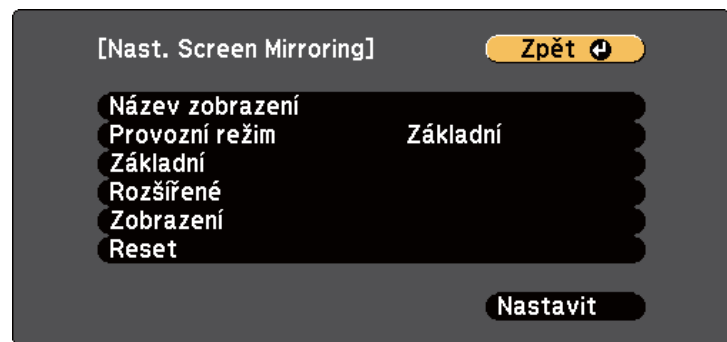 [Nast. Screen Mirroring] Zpět
Název zobrazení
Provozní režim Základní
Základní
Rozšířené
Zobrazení
Reset
Nastavit